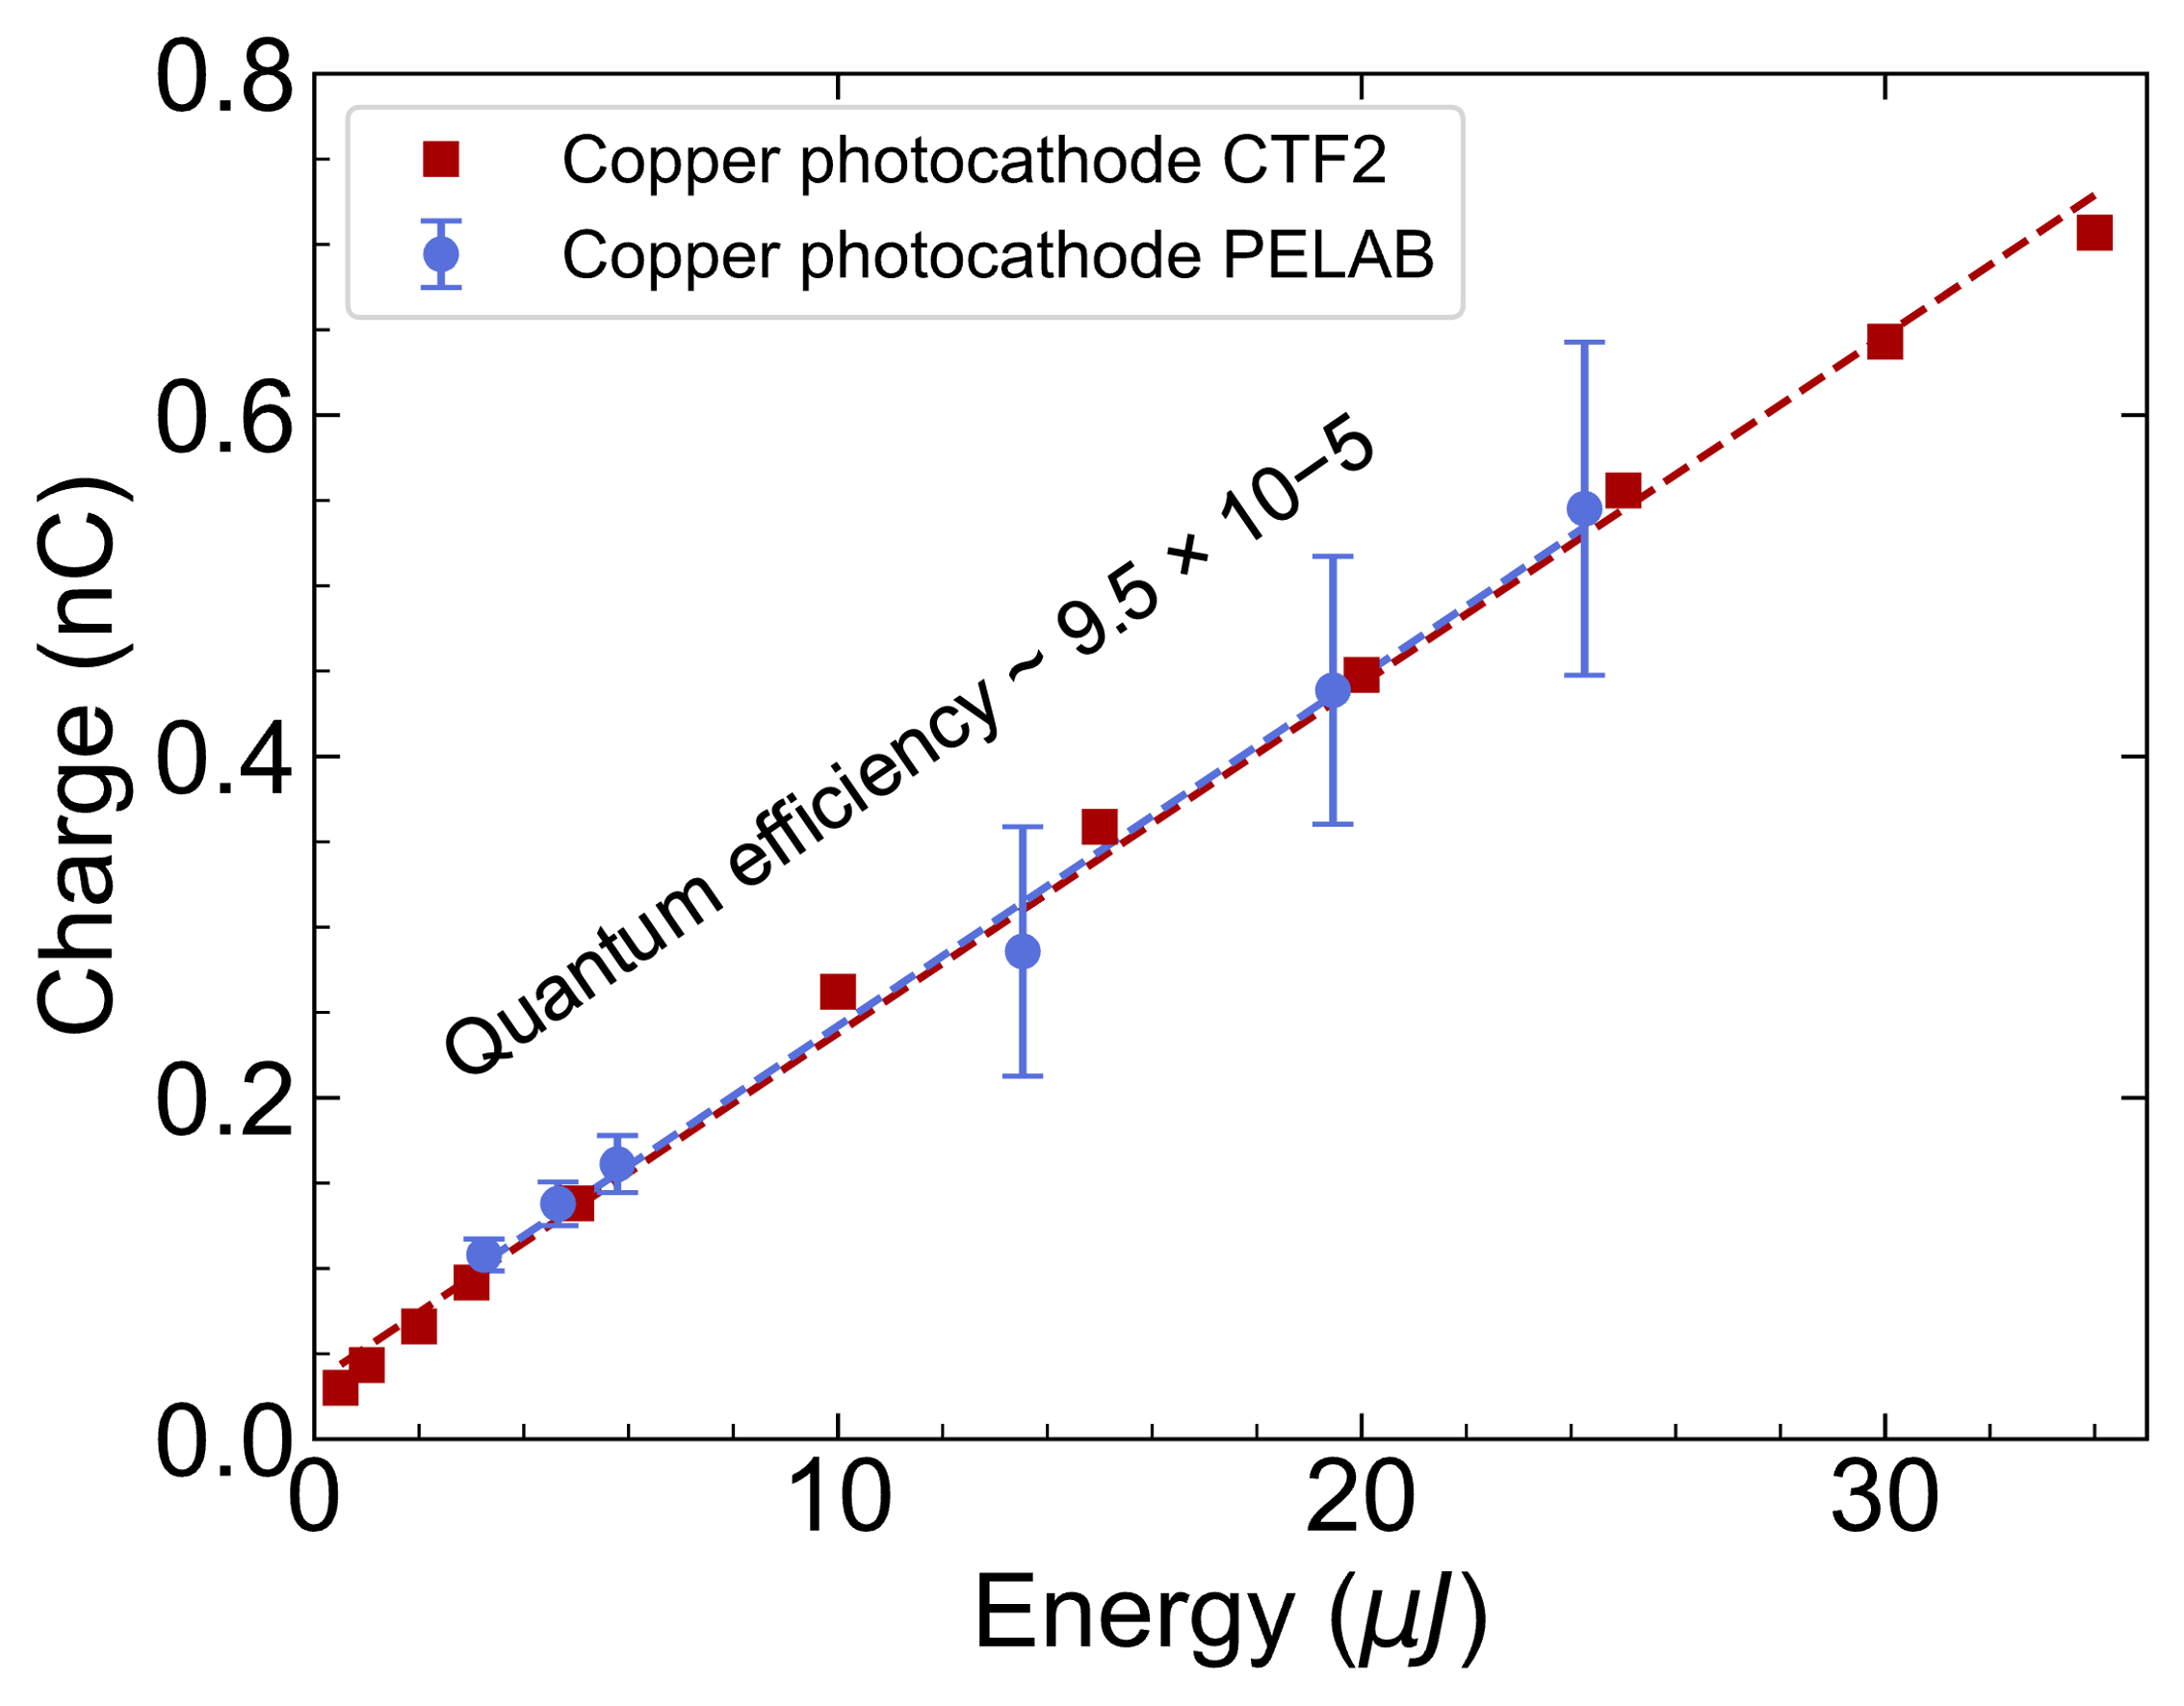 0.8
Copper photocathode CTF2
Copper photocathode PELAB
0.6
Quantum efficiency ~ 9.5 × 10−5
Charge (nC)
0.4
0.2
0.0
0
10
20
30
Energy (μJ)